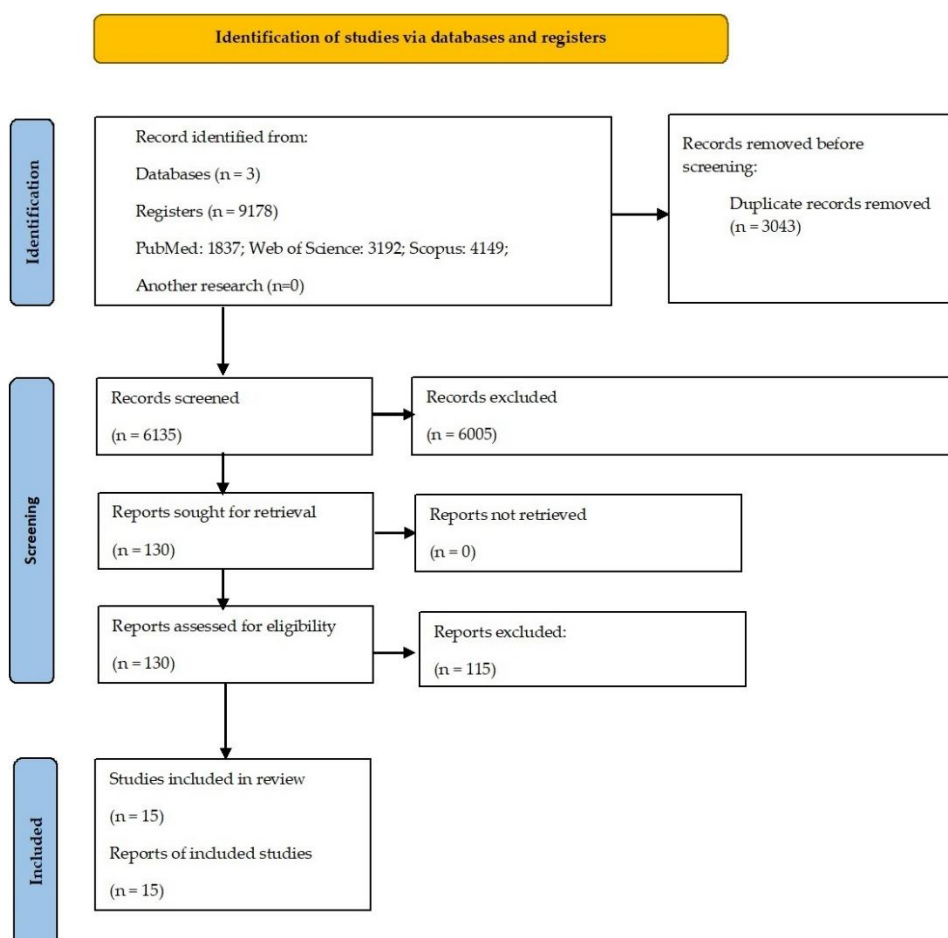 Identification of studies via databases and registers
Identification
Record identified from:
Databases (n = 3)
Registers (n = 9178)
PubMed: 1837; Web of Science: 3192; Scopus: 4149;
Another research (n=0)
Records removed before
screening:
Duplicate records removed
(n = 3043)
Screening
Records screened
(n = 6135)
Records excluded
(n = 6005)
Reports sought for retrieval
(n = 130)
Reports not retrieved
(n = 0)
Reports assessed for eligibility
(n = 130)
Reports excluded:
(n = 115)
Included
Studies included in review
(n = 15)
Reports of included studies
(n = 15)